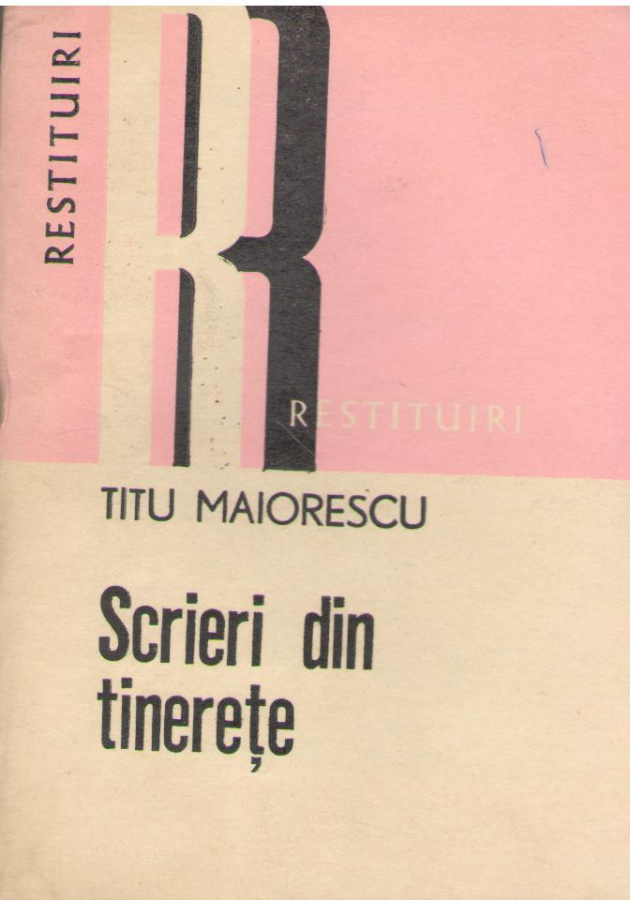 RESTITUIRI
R
RESTITUIRI
TITU MAIORESCU
Scrieri din
tinerețe